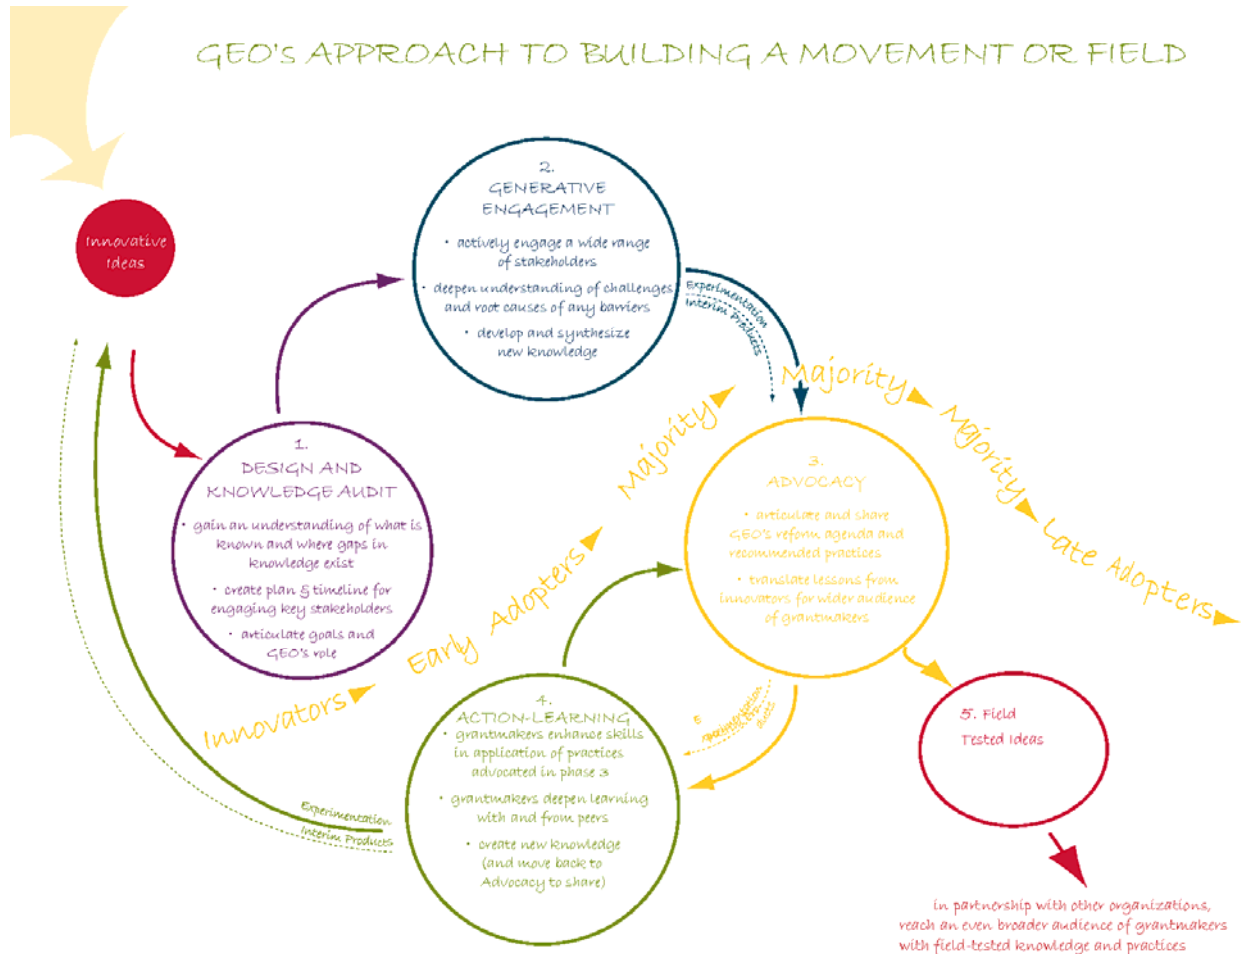 GEO's APPROACH TO BUILDING A MOVEMENT OR FIELD
Innovative
Ideas
1.
DESIGN AND
KNOWLEDGE AUDIT
• gain an understanding of what is
known and where gaps in
knowledge exist
• create plan & timeline for
engaging key stakeholders
• articulate goals and
GEO's role
2.
GENERATIVE
ENGAGEMENT
• actively engage a wide range
of stakeholders
• deepen understanding of challenges
and root causes of any barriers
• develop and synthesize
new knowledge
Experimentation
Interim Products
Innovators
Early Adopters
Majority
Majority
Majority
Late Adopters
3.
ADVOCACY
• articulate and share
GEO's reform agenda and
recommended practices
• translate lessons from
innovators for wider audience
of grantmakers
4.
ACTION-LEARNING
• grantmakers enhance skills
in application of practices
advocated in phase 3
• grantmakers deepen learning
with and from peers
• create new knowledge
(and move back to
Advocacy to share)
Experimentation
Interim Products
5. Field
Tested Ideas
in partnership with other organizations,
reach an even broader audience of grantmakers
with field-tested knowledge and practices